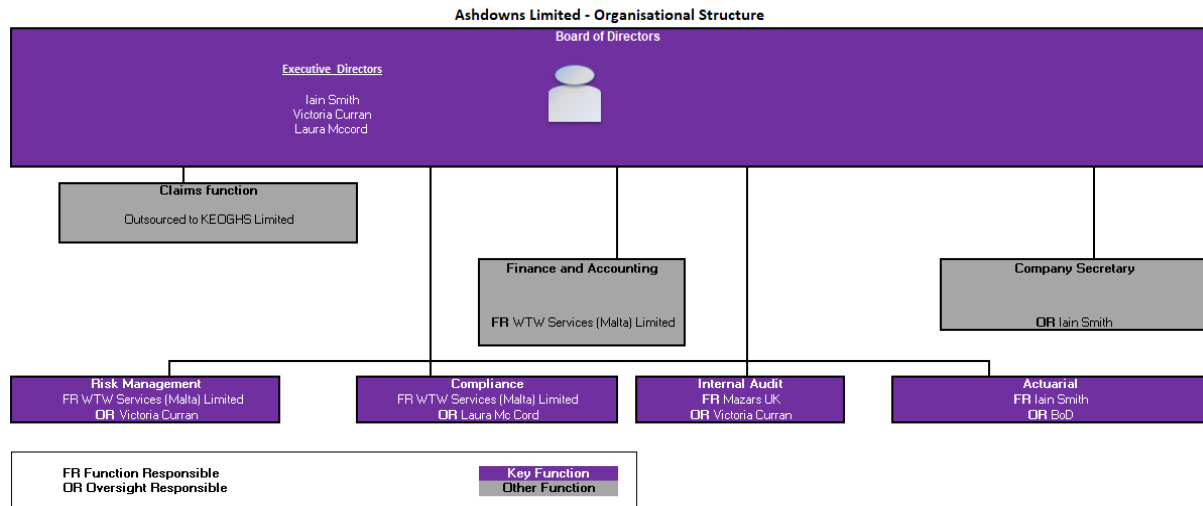 Ashdowns Limited - Organisational Structure
Board of Directors
Executive Directors
Iain Smith
Victoria Curran
Laura Mccord
Claims function
Outsourced to KEOGHS Limited
Finance and Accounting
FR WTW Services (Malta) Limited
Company Secretary
OR Iain Smith
Risk Management
FR WTW Services (Malta) Limited
OR Victoria Curran
Compliance
FR WTW Services (Malta) Limited
OR Laura Mc Cord
Internal Audit
FR Mazars UK
OR Victoria Curran
Actuarial
FR Iain Smith
OR BoD
FR Function Responsible
OR Oversight Responsible
Key Function
Other Function